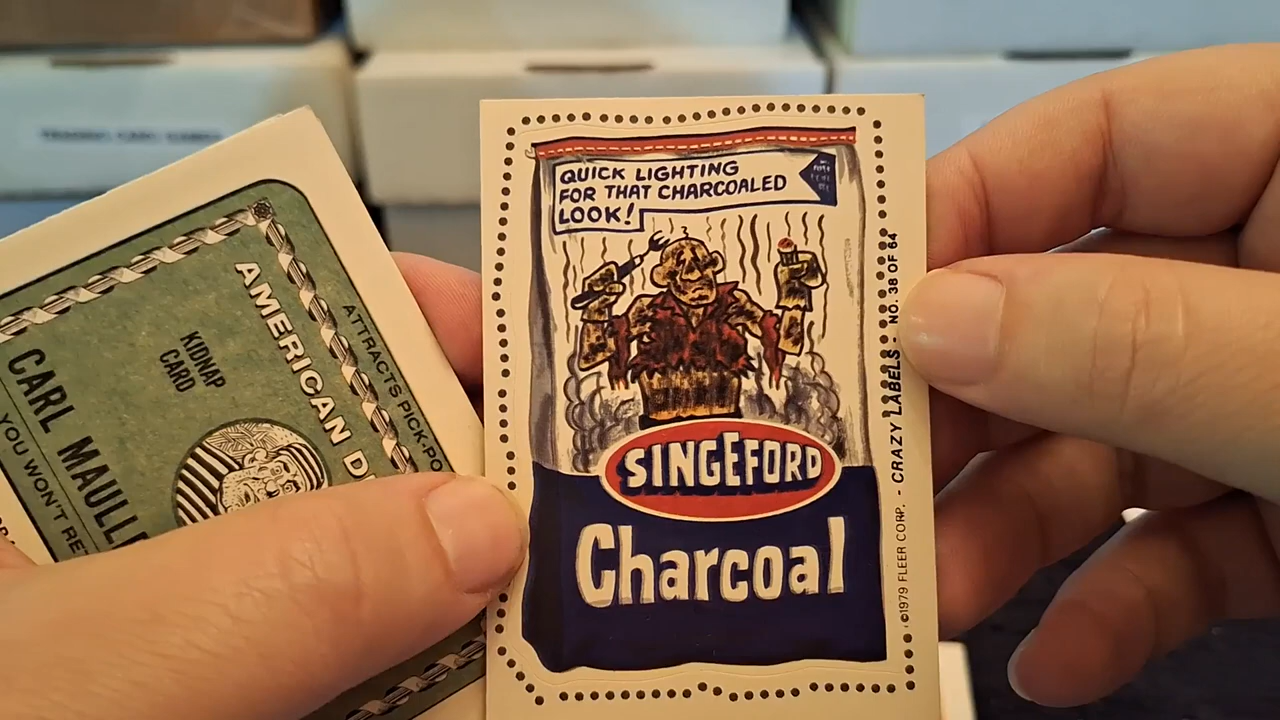 QUICK LIGHTING
FOR THAT CHARCOALED
LOOK!
SINGEFORD
Charcoal
©1979 FLEER CORP. - CRAZY LABELS - NO. 38 OF 64
ATTRACTS PICK-PO
AMERICAN D
KIDNAP
CARD
CARL MAULL
YOU WON'T RE